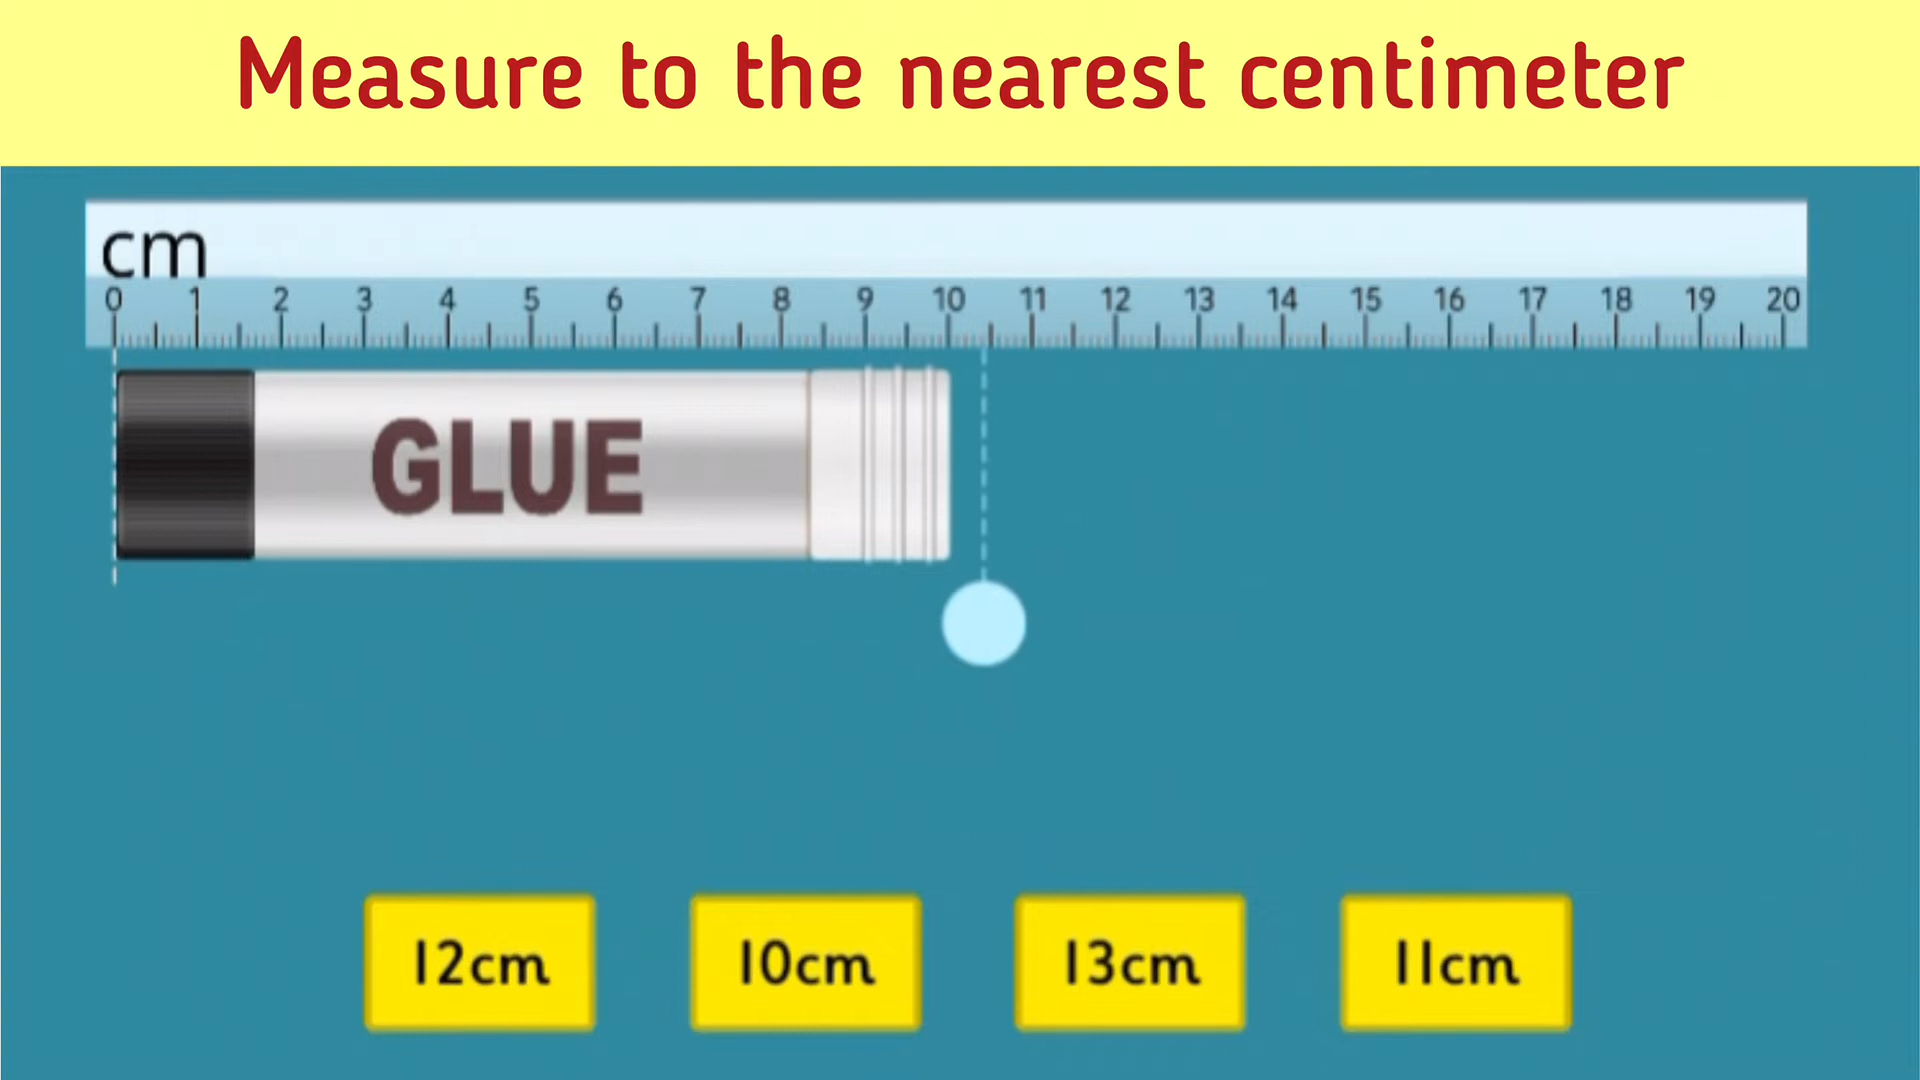 Measure to the nearest centimeter
cm
0 1 2 3 4 5 6 7 8 9 10 11 12 13 14 15 16 17 18 19 20
GLUE
12cm 10cm 13cm 11cm